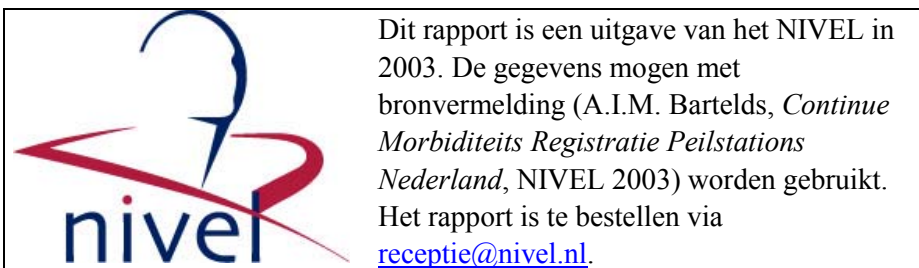 nivel
Dit rapport is een uitgave van het NIVEL in
2003. De gegevens mogen met
bronvermelding (A.I.M. Bartelds, Continue
Morbiditeits Registratie Peilstations
Nederland, NIVEL 2003) worden gebruikt.
Het rapport is te bestellen via
receptie@nivel.nl.